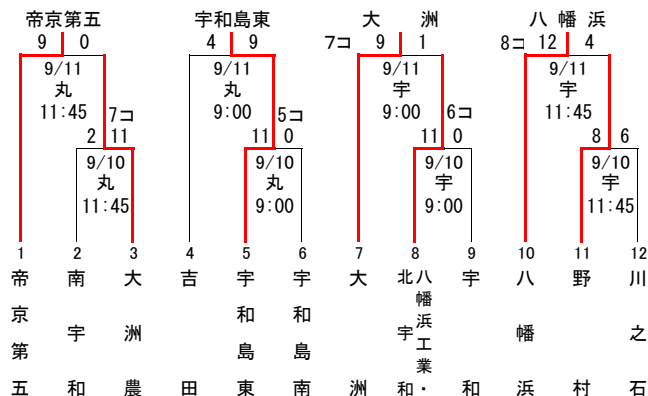 帝京第五 宇和島東 大 洲 八 幡 浜
9 0 4 9 7コ 9 1 8コ 12 4
9/11 9/11 9/11 9/11
丸 丸 宇 宇
11:45 9:00 9:00 11:45
7コ 5コ 6コ
2 11 11 0 11 0 8 6
9/10 9/10 9/10 9/10
丸 丸 宇 宇
11:45 9:00 9:00 11:45
1 2 3 4 5 6 7 8 9 10 11 12
帝京第五
南宇和
大洲農
吉田
宇和島東
宇和島南
大洲
八幡浜工業・
北宇和
宇和
八幡浜
野村
川之石